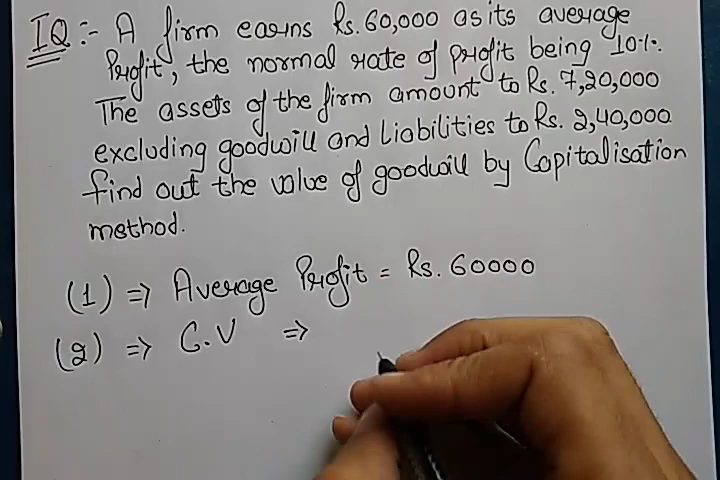 IQ:- A firm earns Rs. 60,000 as its average
Profit, the normal rate of profit being 10%.
The assets of the firm amount to Rs. 7,20,000
excluding goodwill and Liabilities to Rs. 2,40,000
find out the value of goodwill by Capitalisation
method.
(1) ⇒ Average Profit = Rs. 60000
(2) ⇒ C.V ⇒